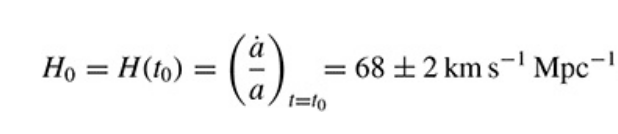 H₀ = H(t₀) = (ȧ/a)ₜ₌ₜ₀ = 68 ± 2 km s⁻¹ Mpc⁻¹